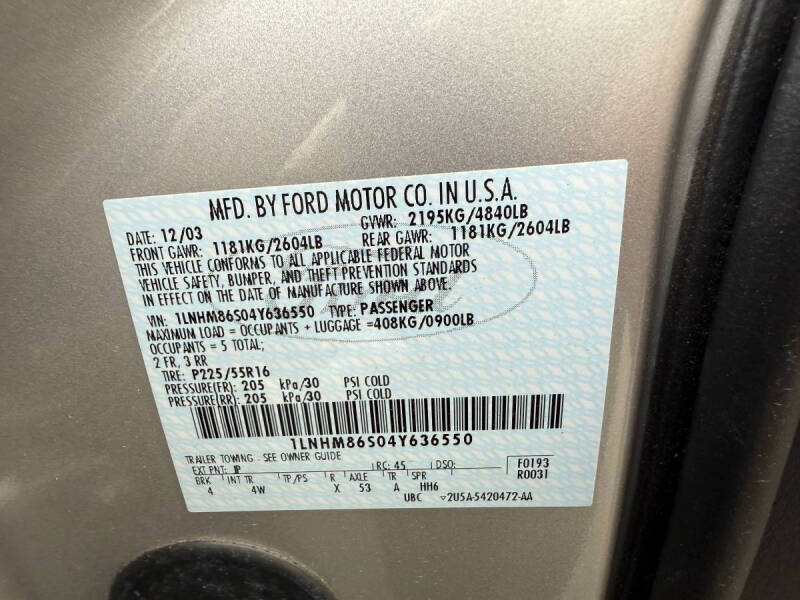 MFD. BY FORD MOTOR CO. IN U.S.A.
DATE: 12/03 GVWR: 2195KG/4840LB
FRONT GAWR: 1181KG/2604LB REAR GAWR: 1181KG/2604LB
THIS VEHICLE CONFORMS TO ALL APPLICABLE FEDERAL MOTOR
VEHICLE SAFETY, BUMPER, AND THEFT PREVENTION STANDARDS
IN EFFECT ON THE DATE OF MANUFACTURE SHOWN ABOVE.
VIN: 1LNHM86S04Y636550 TYPE: PASSENGER
MAXIMUM LOAD = OCCUPANTS + LUGGAGE =408KG/0900LB
OCCUPANTS = 5 TOTAL;
2 FR, 3 RR
TIRE: P225/55R16
PRESSURE(FR): 205 kPa/30 PSI COLD
PRESSURE(RR): 205 kPa/30 PSI COLD
1LNHM86S04Y636550
TRAILER TOWING - SEE OWNER GUIDE
EXT PNT: JP RC: 45 DSO: F0193
BRK INT TR TP/PS R AXLE TR SPR R0031
4 4W X 53 A HH6
UBC ▽2U5A-5420472-AA